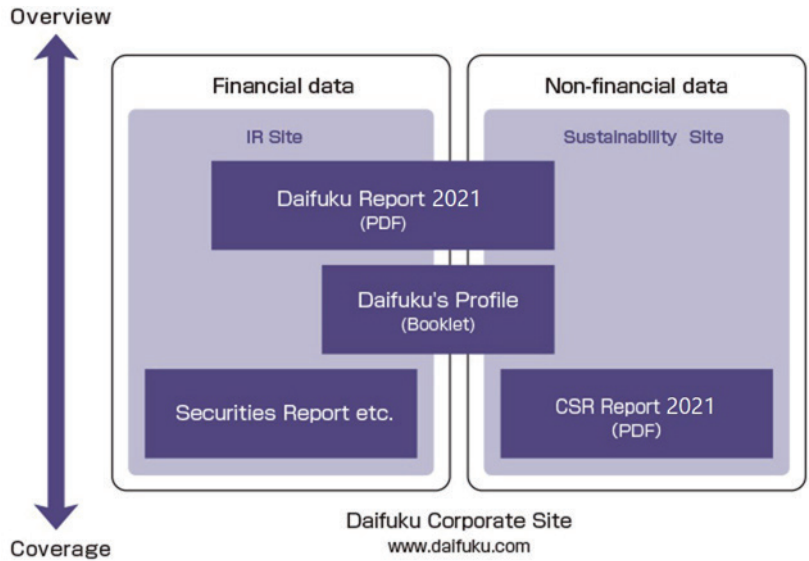 Overview
Financial data
Non-financial data
IR Site
Sustainability Site
Daifuku Report 2021
(PDF)
Daifuku's Profile
(Booklet)
Securities Report etc.
CSR Report 2021
(PDF)
Daifuku Corporate Site
www.daifuku.com
Coverage